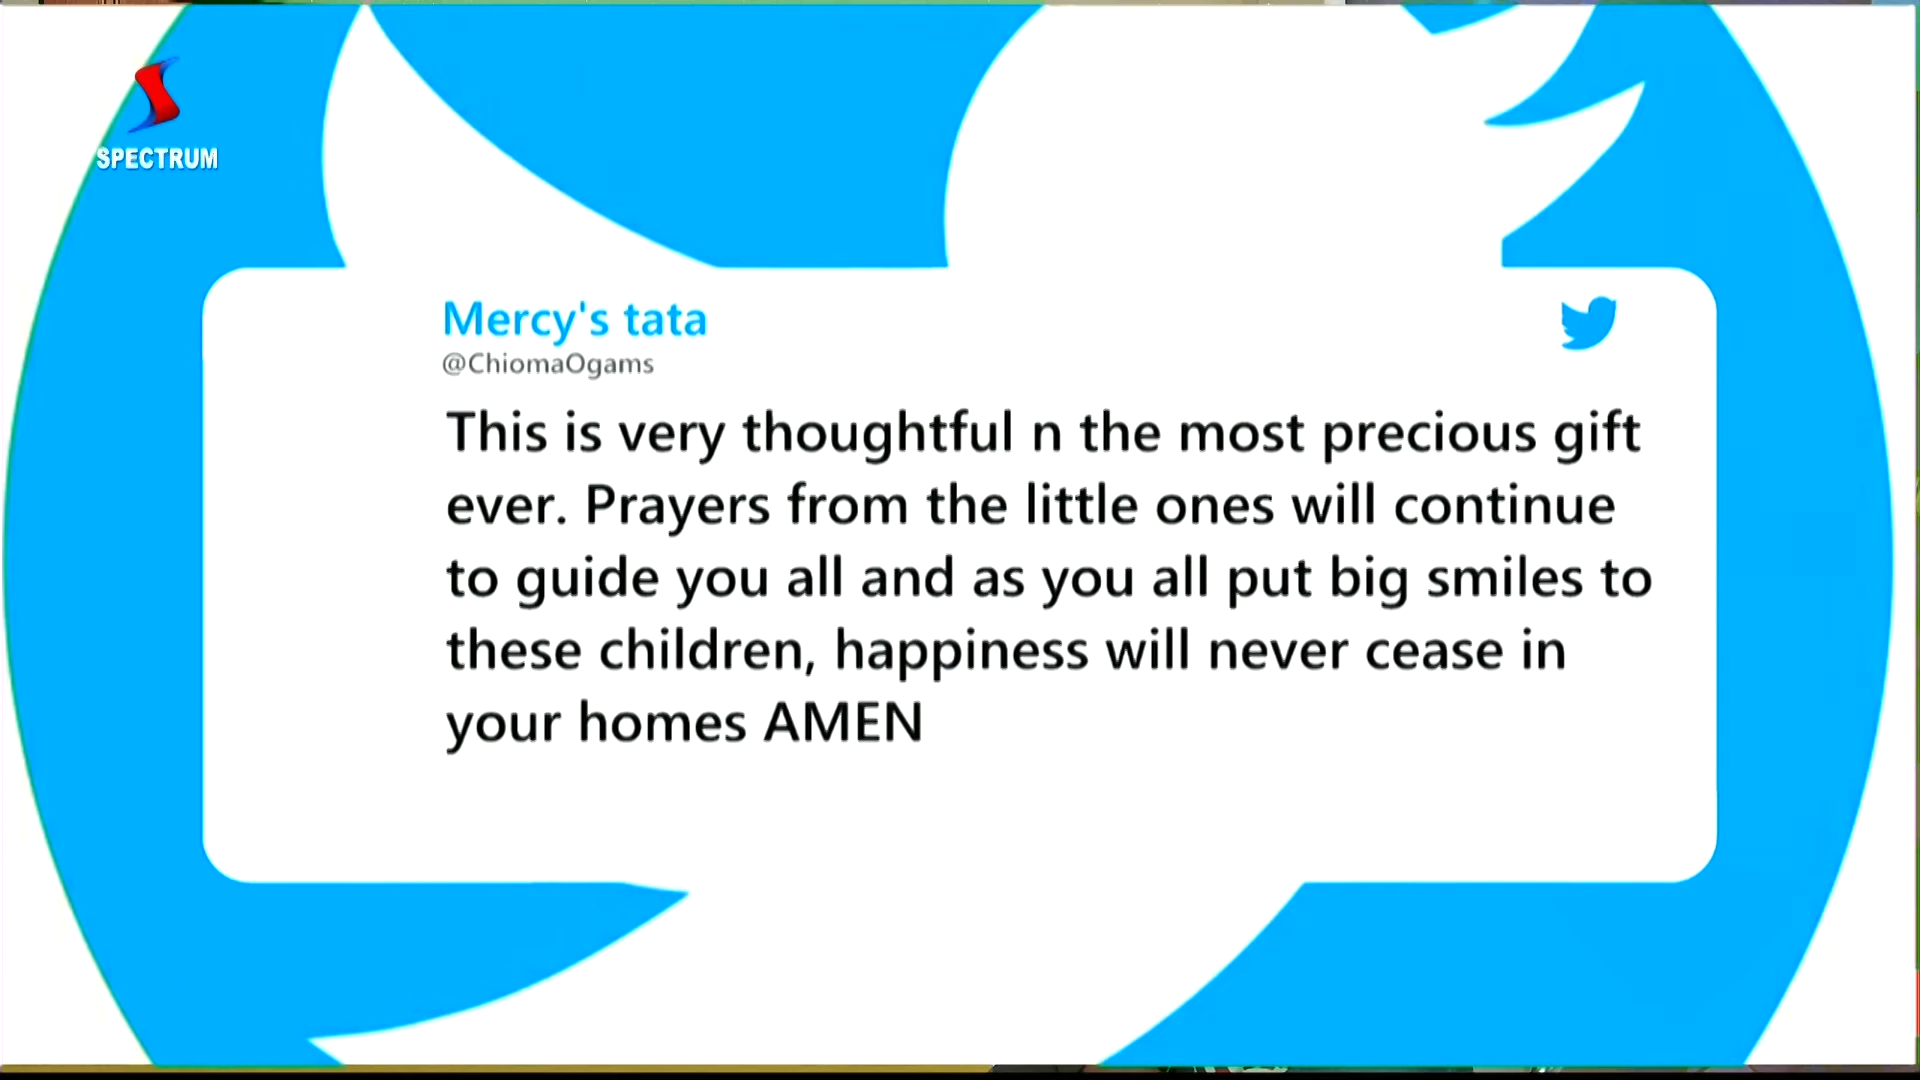 SPECTRUM
Mercy's tata
@ChiomaOgams
This is very thoughtful n the most precious gift
ever. Prayers from the little ones will continue
to guide you all and as you all put big smiles to
these children, happiness will never cease in
your homes AMEN